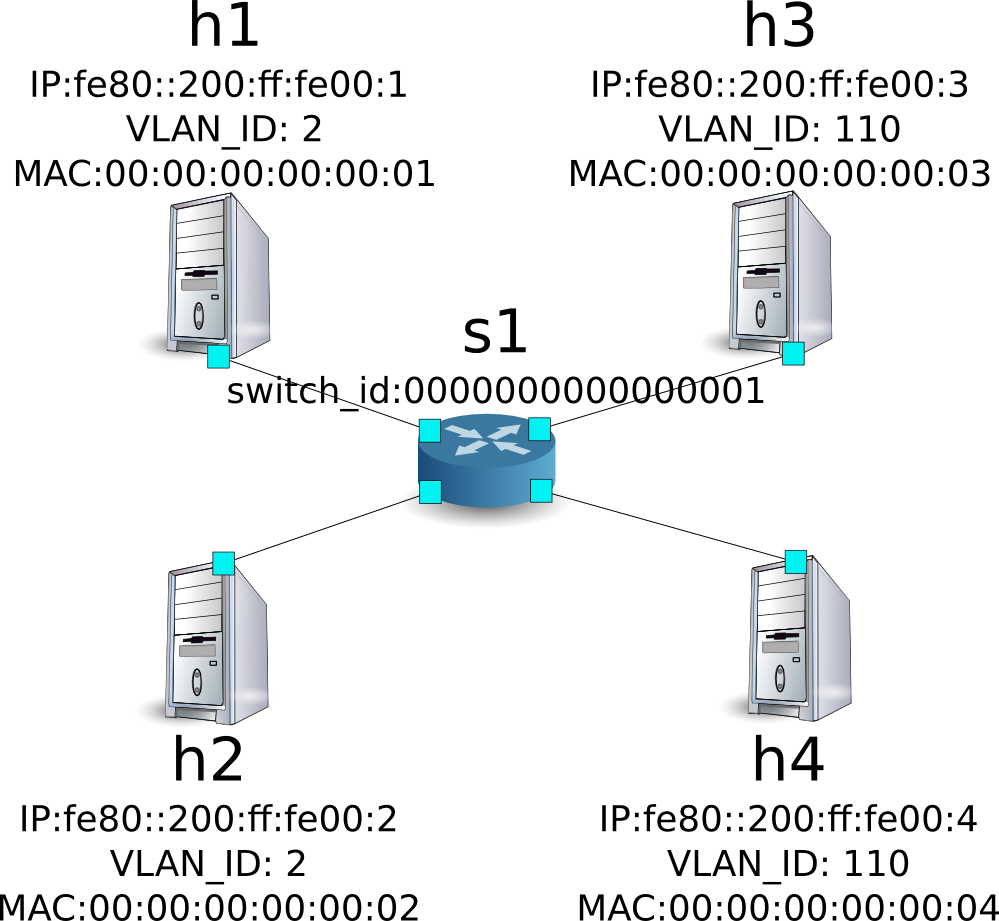 h1
IP:fe80::200:ff:fe00:1
VLAN_ID: 2
MAC:00:00:00:00:00:01
h3
IP:fe80::200:ff:fe00:3
VLAN_ID: 110
MAC:00:00:00:00:00:03
s1
switch_id:0000000000000001
h2
IP:fe80::200:ff:fe00:2
VLAN_ID: 2
MAC:00:00:00:00:00:02
h4
IP:fe80::200:ff:fe00:4
VLAN_ID: 110
MAC:00:00:00:00:00:04